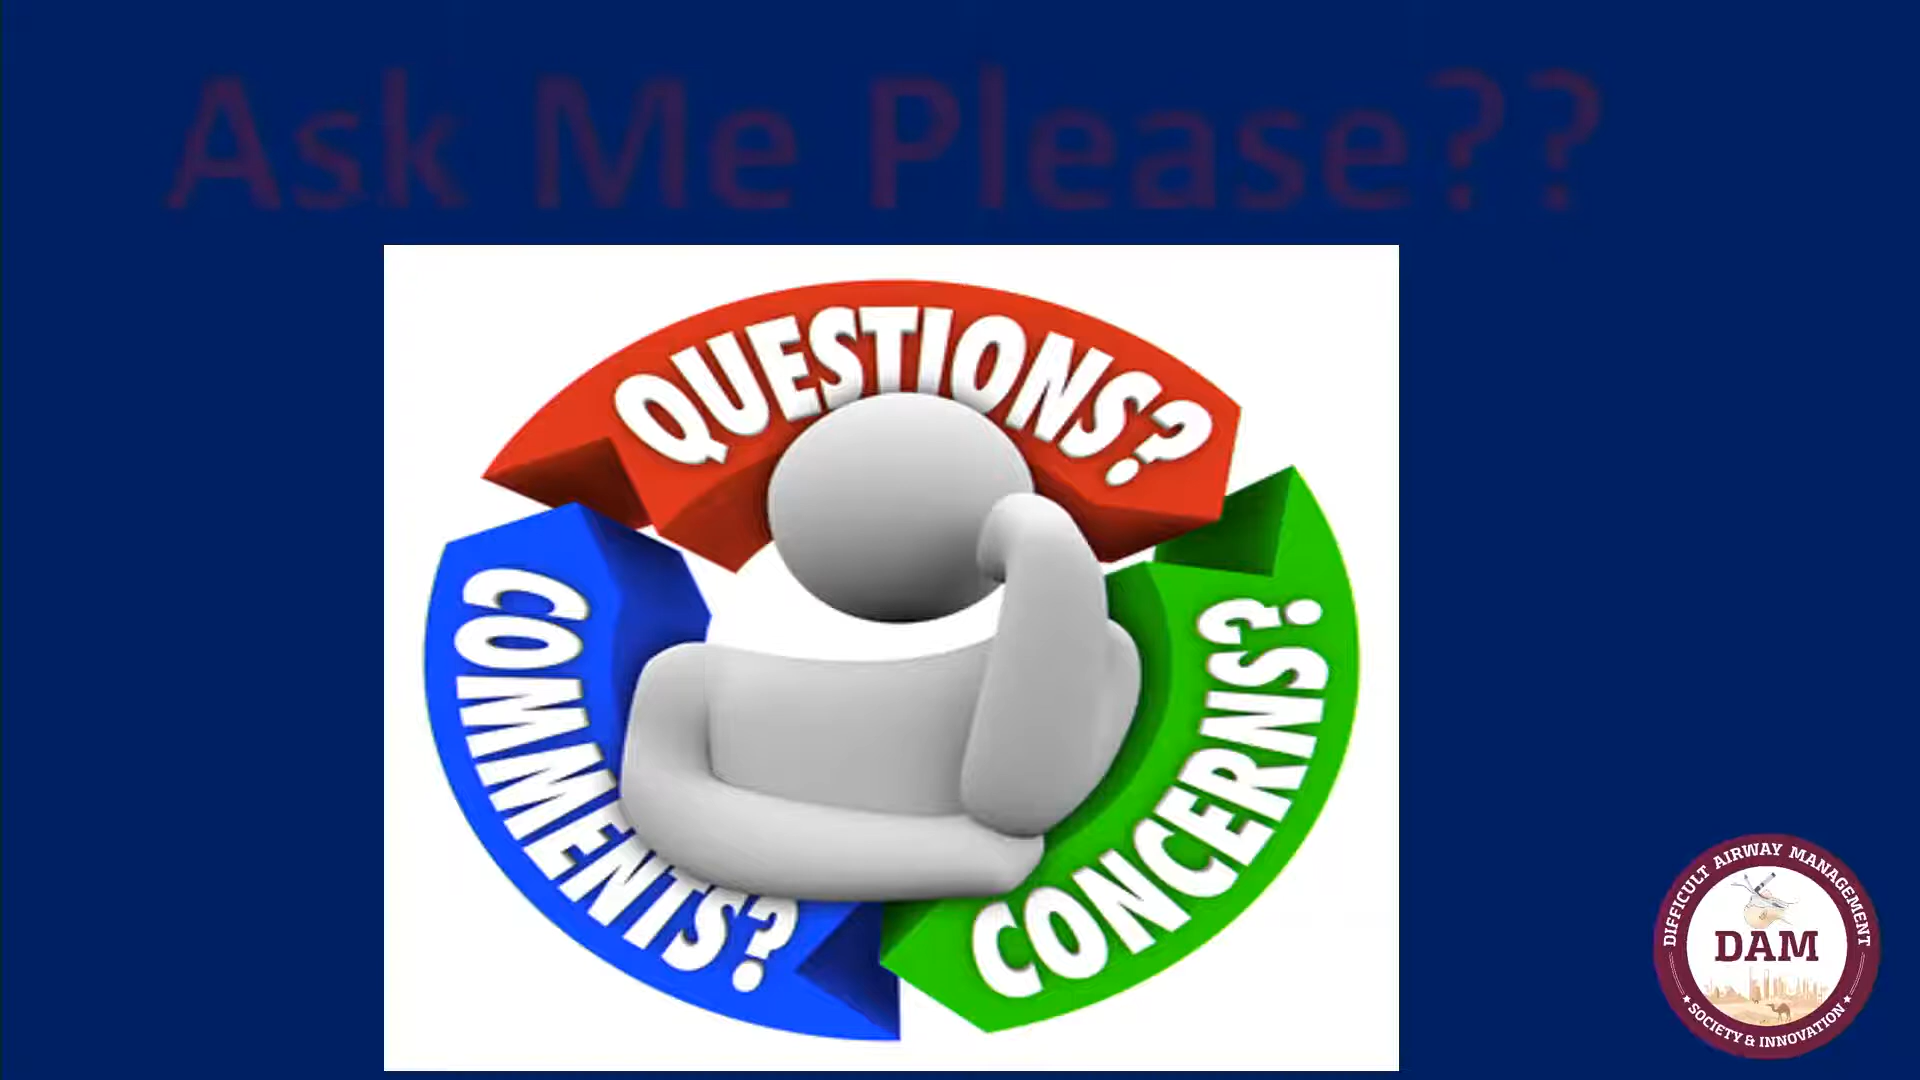 Ask Me Please??
QUESTIONS?
COMMENTS?
CONCERNS?
DIFFICULT AIRWAY MANAGEMENT
DAM
SOCIETY & INNOVATION